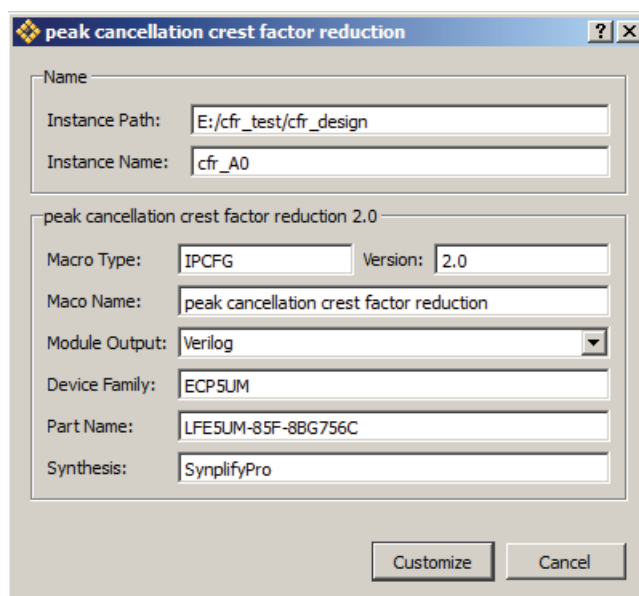 peak cancellation crest factor reduction
Name
Instance Path: E:/cfr_test/cfr_design
Instance Name: cfr_A0
peak cancellation crest factor reduction 2.0
Macro Type: IPCFG Version: 2.0
Maco Name: peak cancellation crest factor reduction
Module Output: Verilog
Device Family: ECP5UM
Part Name: LFE5UM-85F-8BG756C
Synthesis: SynplifyPro
Customize Cancel